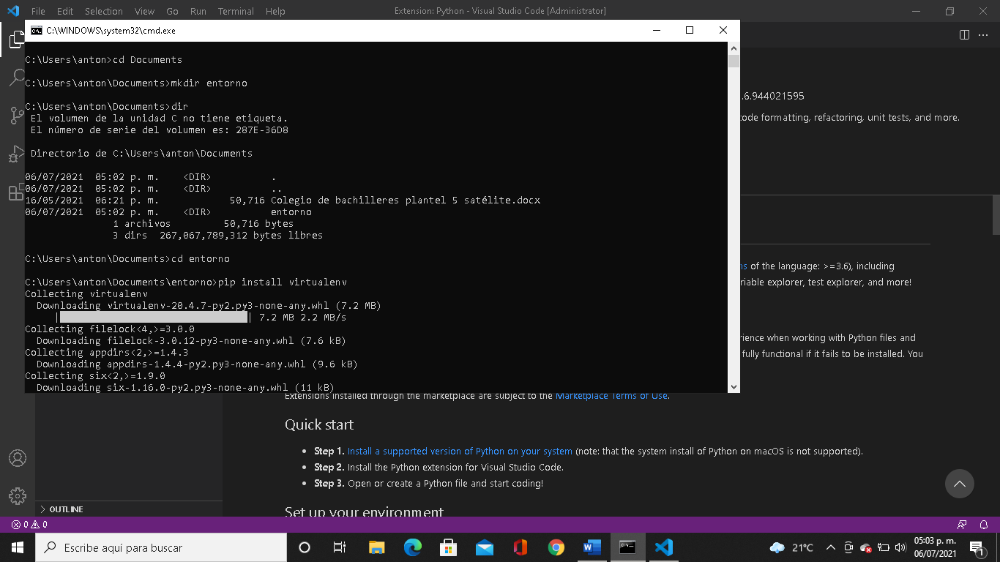 File Edit Selection View Go Run Terminal Help Extension: Python - Visual Studio Code [Administrator]
C:\WINDOWS\system32\cmd.exe
C:\Users\anton>cd Documents
C:\Users\anton\Documents>mkdir entorno
C:\Users\anton\Documents>dir
El volumen de la unidad C no tiene etiqueta.
El número de serie del volumen es: 287E-36D8
Directorio de C:\Users\anton\Documents
06/07/2021  05:02 p. m.    <DIR>          .
06/07/2021  05:02 p. m.    <DIR>          ..
16/05/2021  06:21 p. m.            50,716 Colegio de bachilleres plantel 5 satélite.docx
06/07/2021  05:02 p. m.    <DIR>          entorno
1 archivos         50,716 bytes
3 dirs  267,067,789,312 bytes libres
C:\Users\anton\Documents>cd entorno
C:\Users\anton\Documents\entorno>pip install virtualenv
Collecting virtualenv
Downloading virtualenv-20.4.7-py2.py3-none-any.whl (7.2 MB)
| | 7.2 MB 2.2 MB/s
Collecting filelock<4,>=3.0.0
Downloading filelock-3.0.12-py3-none-any.whl (7.6 kB)
Collecting appdirs<2,>=1.4.3
Downloading appdirs-1.4.4-py2.py3-none-any.whl (9.6 kB)
Collecting six<2,>=1.9.0
Downloading six-1.16.0-py2.py3-none-any.whl (11 kB)
.6.944021595
code formatting, refactoring, unit tests, and more.
of the language: >=3.6), including
riable explorer, test explorer, and more!
rience when working with Python files and
fully functional if it fails to be installed. You
Extensions installed through the marketplace are subject to the Marketplace Terms of Use.
Quick start
• Step 1. Install a supported version of Python on your system (note: that the system install of Python on macOS is not supported).
• Step 2. Install the Python extension for Visual Studio Code.
• Step 3. Open or create a Python file and start coding!
Set up your environment
OUTLINE
0 0
Escribe aquí para buscar
21°C
05:03 p. m.
06/07/2021
1